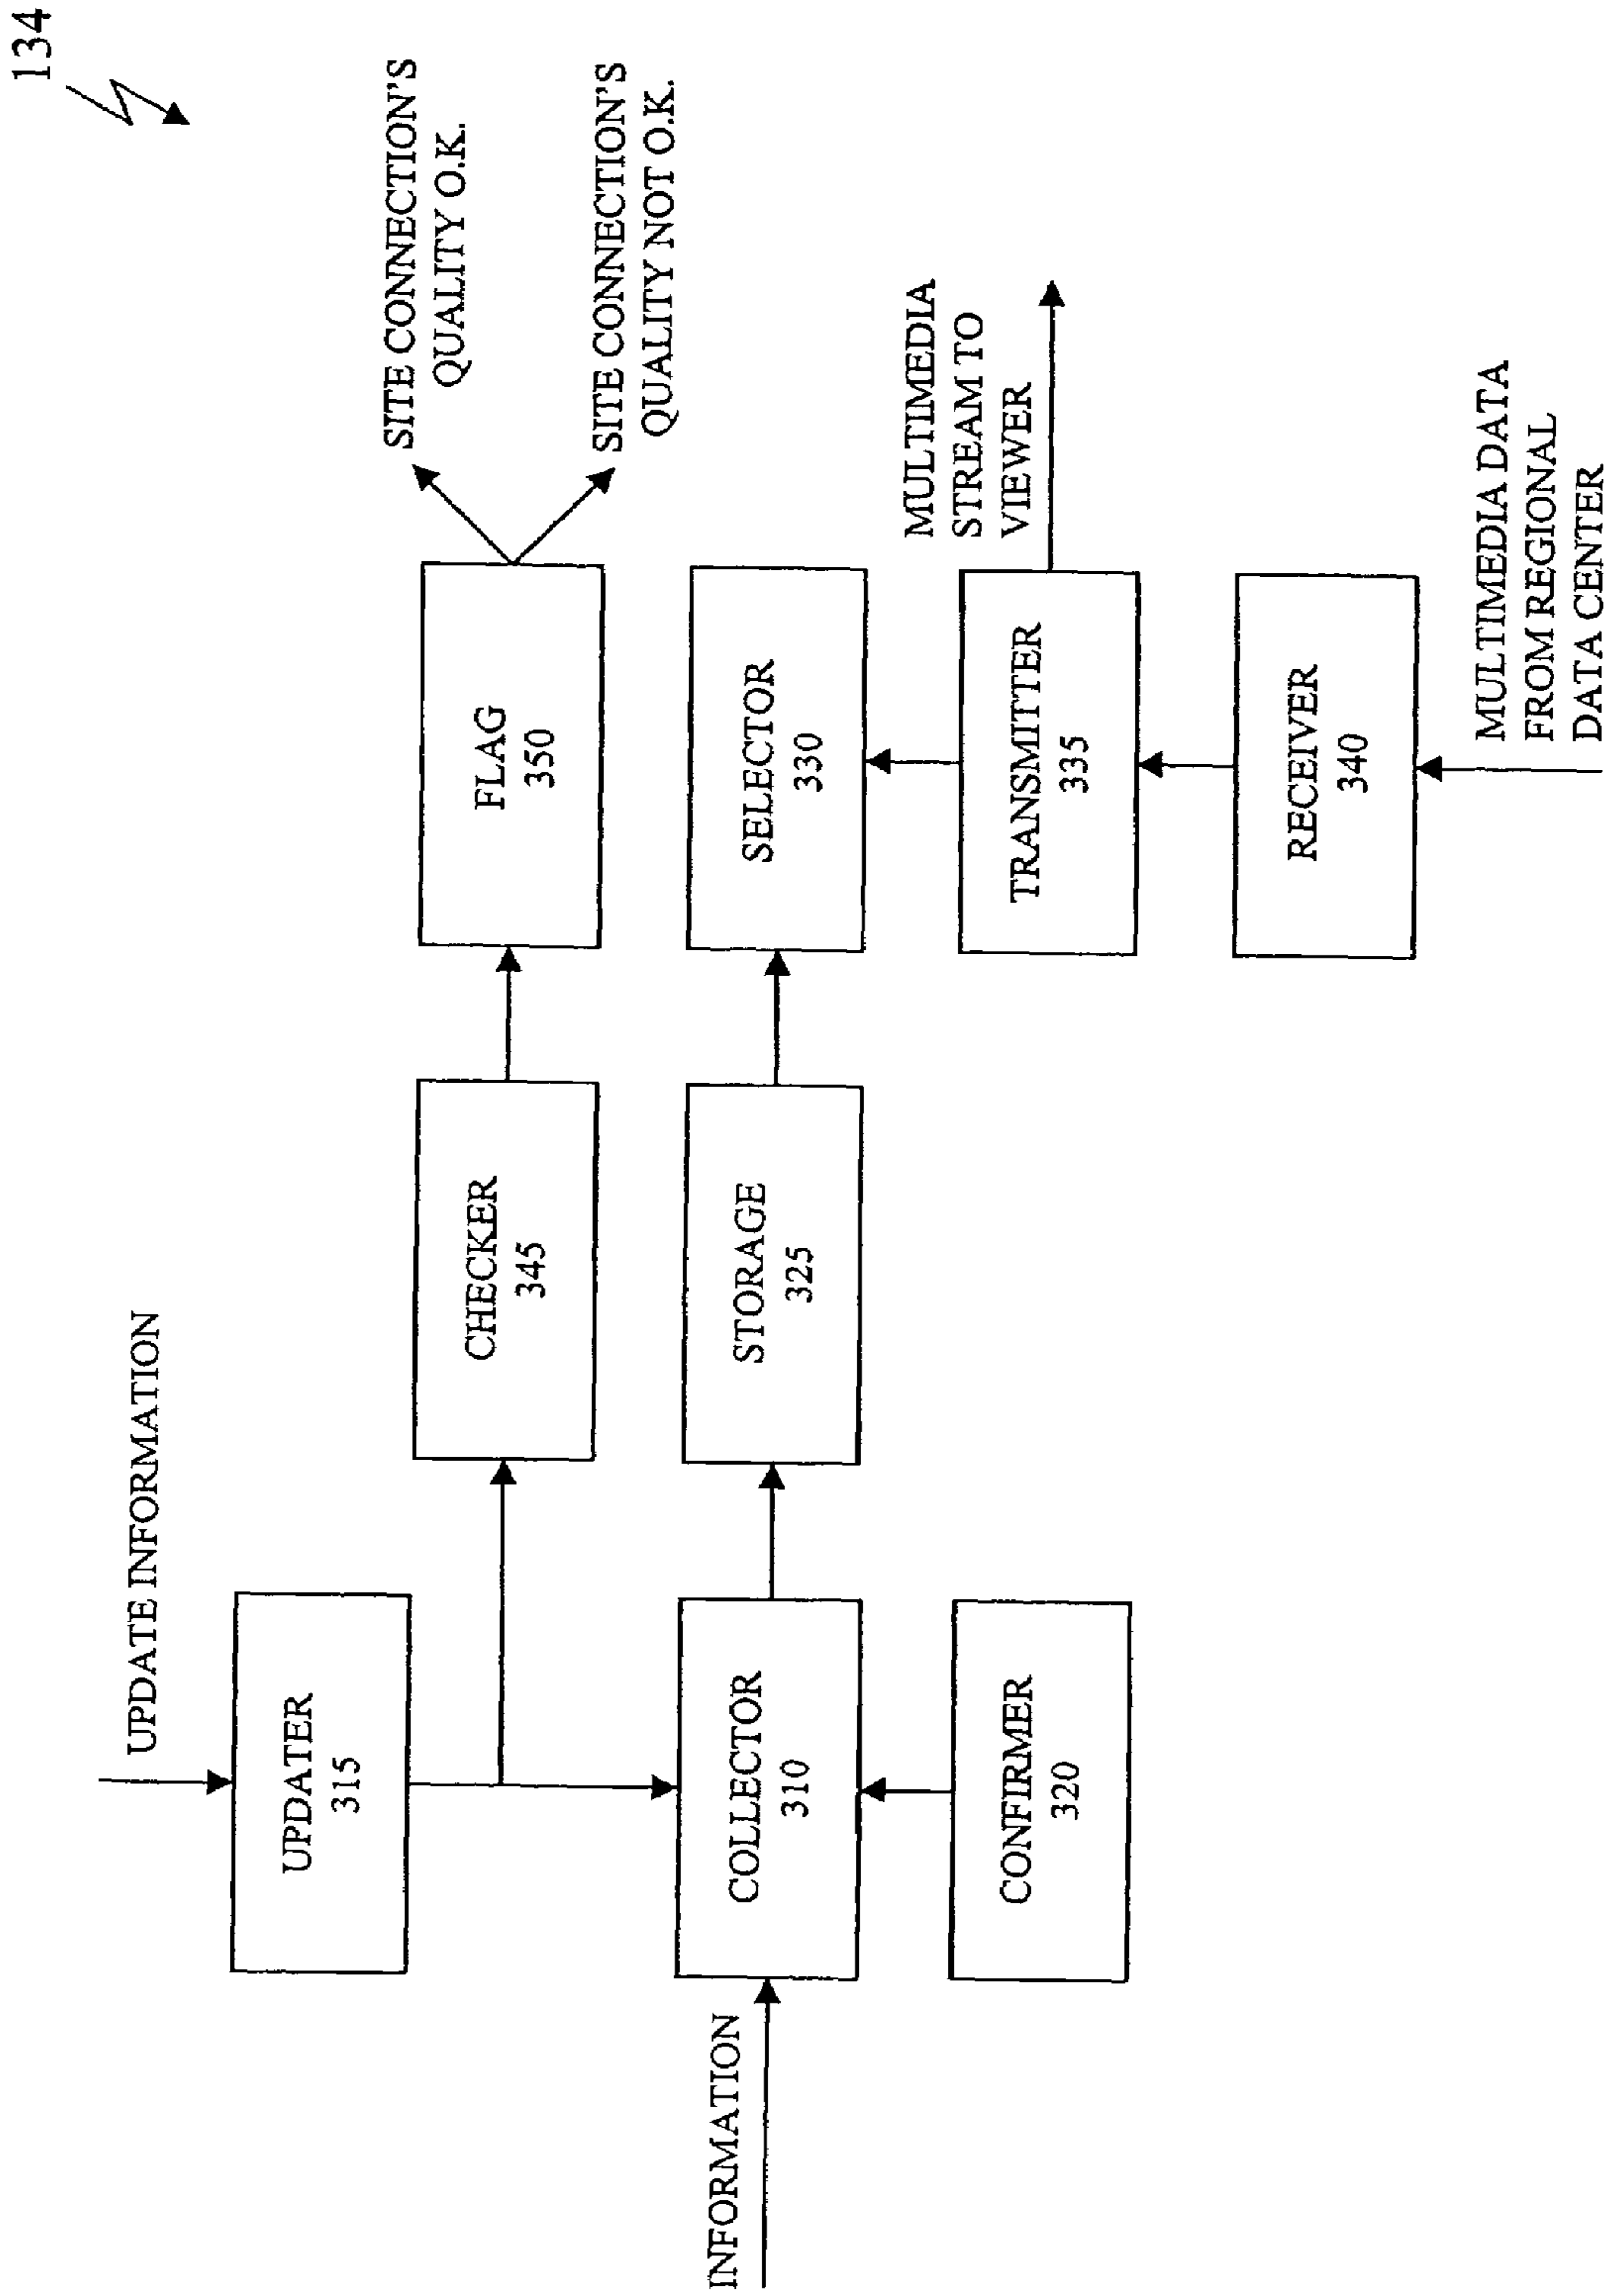 134
UPDATE INFORMATION
UPDATER
315
CHECKER
345
FLAG
350
SITE CONNECTION'S
QUALITY O.K.
SITE CONNECTION'S
QUALITY NOT O.K.
INFORMATION
COLLECTOR
310
STORAGE
325
SELECTOR
330
CONFIRMER
320
TRANSMITTER
335
MULTIMEDIA
STREAM TO
VIEWER
RECEIVER
340
MULTIMEDIA DATA
FROM REGIONAL
DATA CENTER